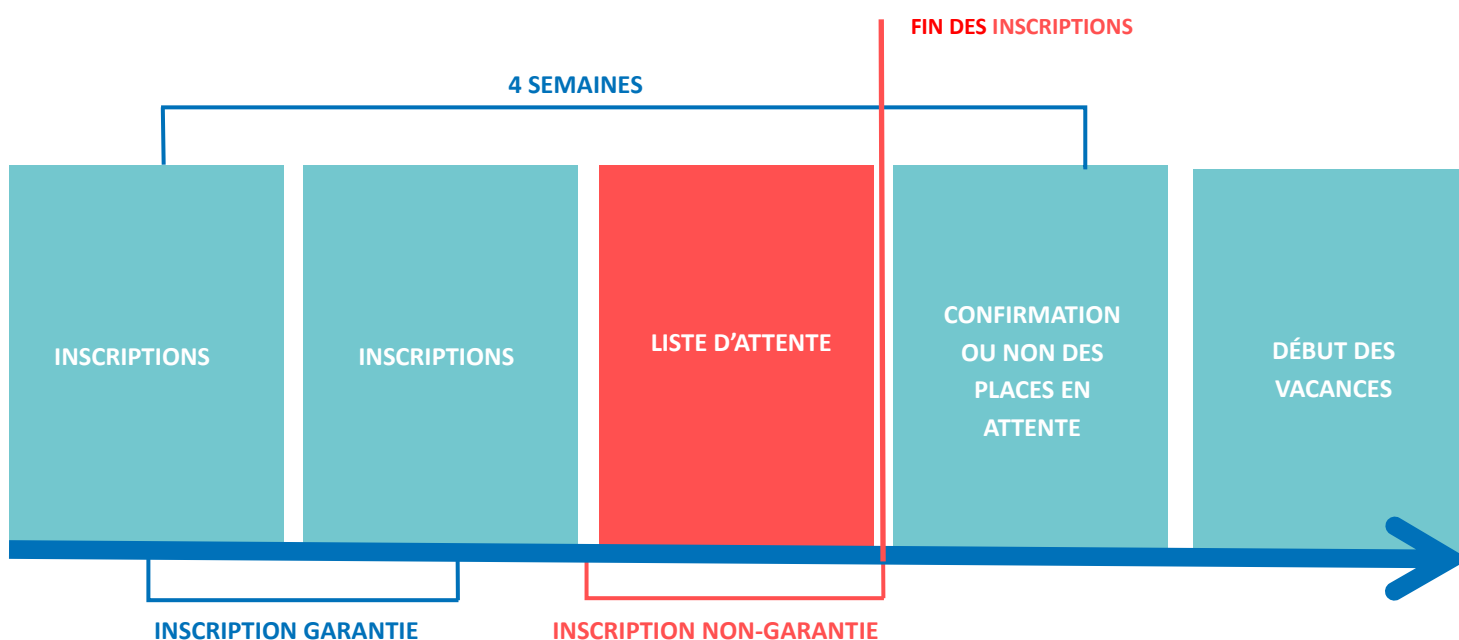 FIN DES INSCRIPTIONS
4 SEMAINES
INSCRIPTIONS
INSCRIPTIONS
LISTE D’ATTENTE
CONFIRMATION
OU NON DES
PLACES EN
ATTENTE
DÉBUT DES
VACANCES
INSCRIPTION GARANTIE
INSCRIPTION NON-GARANTIE